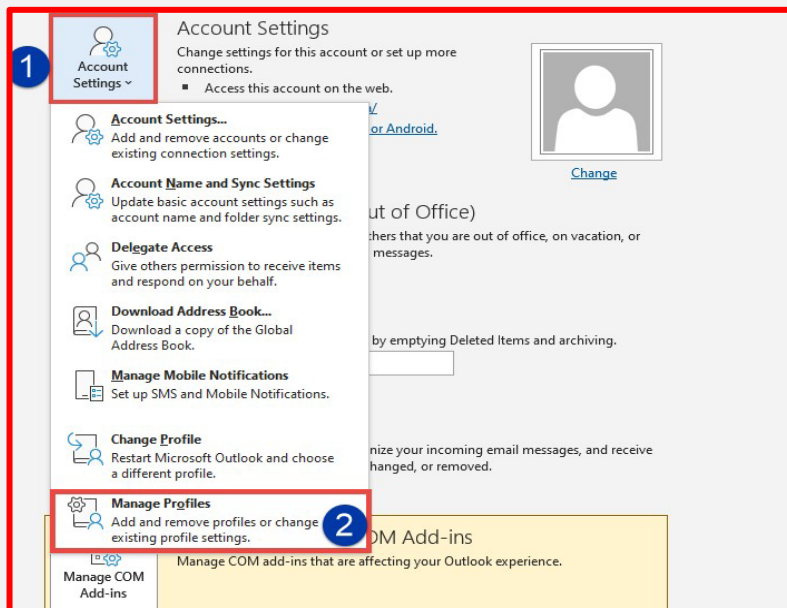 Account Settings
Change settings for this account or set up more
connections.
■ Access this account on the web.
/
or Android.
1
Account
Settings
Change
Account Settings...
Add and remove accounts or change
existing connection settings.
Account Name and Sync Settings
Update basic account settings such as
account name and folder sync settings.
ut of Office)
thers that you are out of office, on vacation, or
messages.
Delegate Access
Give others permission to receive items
and respond on your behalf.
Download Address Book...
Download a copy of the Global
Address Book.
by emptying Deleted Items and archiving.
Manage Mobile Notifications
Set up SMS and Mobile Notifications.
Change Profile
Restart Microsoft Outlook and choose
a different profile.
nize your incoming email messages, and receive
hanged, or removed.
Manage Profiles
Add and remove profiles or change
existing profile settings.
2
OM Add-ins
Manage COM add-ins that are affecting your Outlook experience.
Manage COM
Add-ins